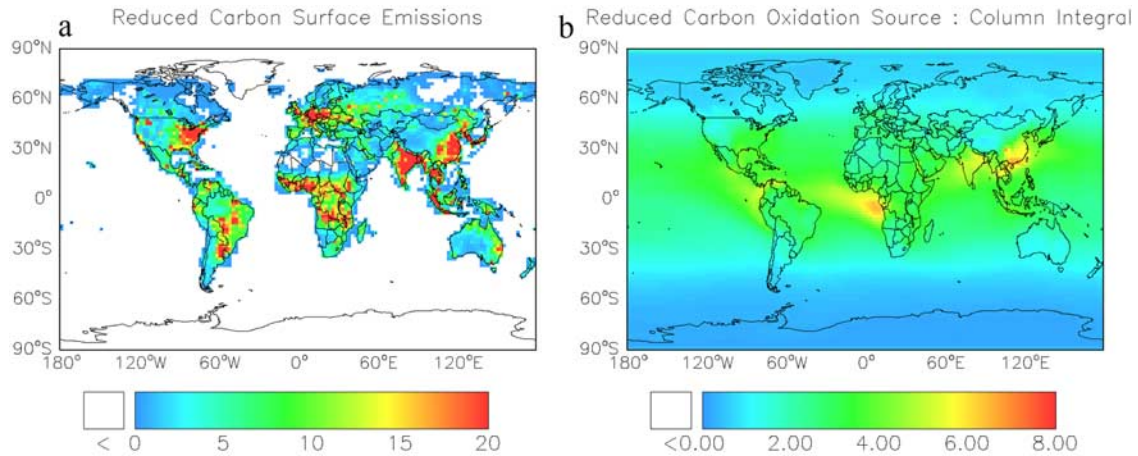 a Reduced Carbon Surface Emissions
90°N
60°N
30°N
0°
30°S
60°S
90°S
180° 120°W 60°W 0° 60°E 120°E
< 0 5 10 15 20
Reduced Carbon Oxidation Source : Column Integral
b
90°N
60°N
30°N
0°
30°S
60°S
90°S
180° 120°W 60°W 0° 60°E 120°E
<0.00 2.00 4.00 6.00 8.00